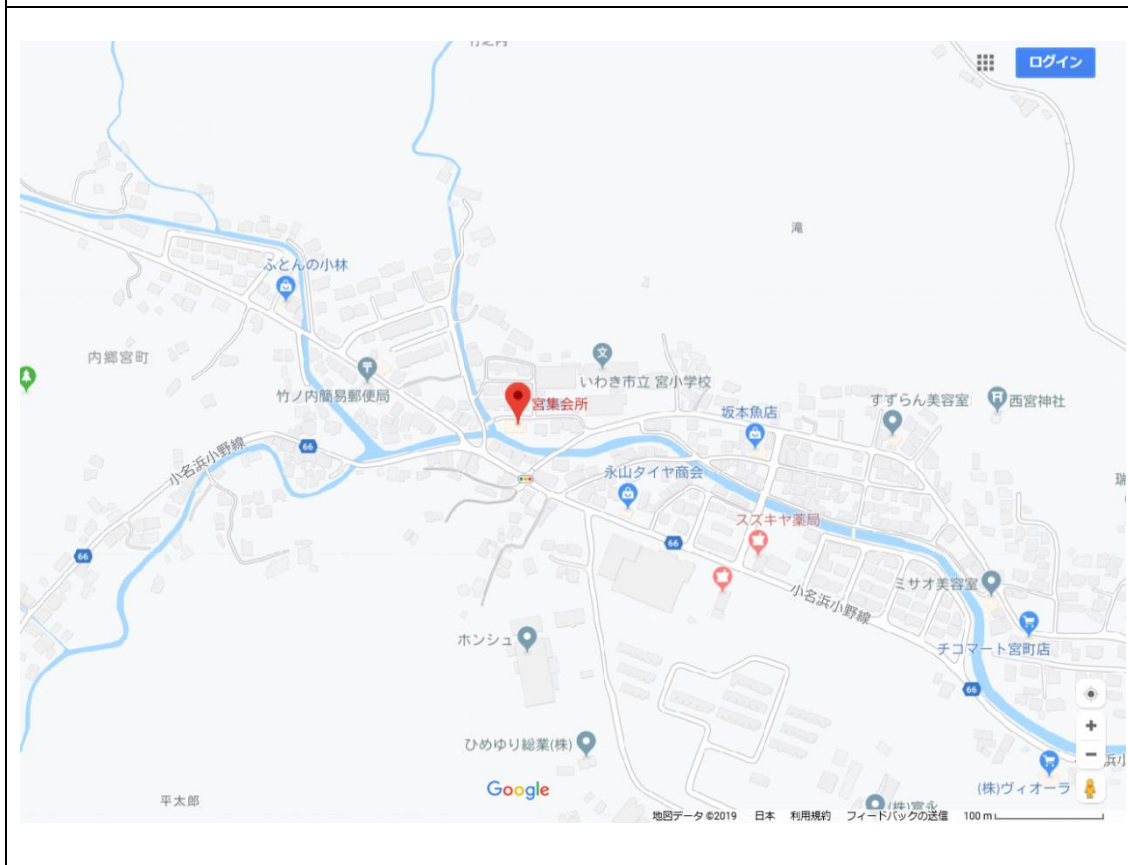 竹之内
ログイン
滝
ふとんの小林
内郷宮町
竹ノ内簡易郵便局
いわき市立 宮小学校
宮集会所
坂本魚店
すずらん美容室
西宮神社
小名浜小野線
66
永山タイヤ商会
瑞
スズキヤ薬局
66
66
小名浜小野線
ミサオ美容室
ホンシュ
チコマート宮町店
66
ひめゆり総業(株)
浜小
Google
(株)ヴィオーラ
平太郎
(株)富永
地図データ ©2019 日本 利用規約 フィードバックの送信 100 m